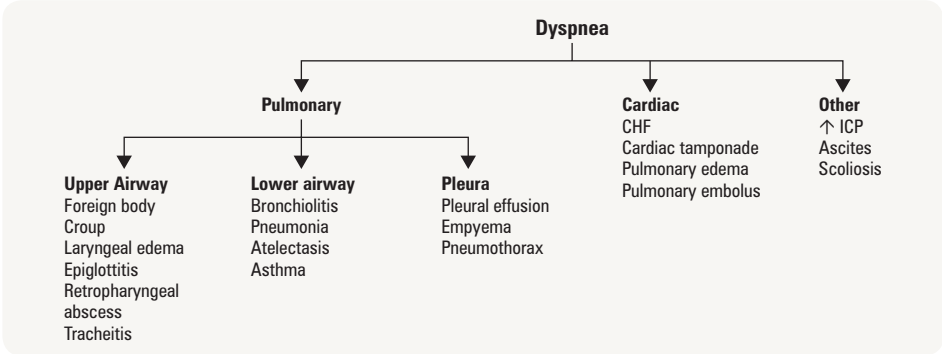 Dyspnea
Pulmonary
Upper Airway
Foreign body
Croup
Laryngeal edema
Epiglottitis
Retropharyngeal
abscess
Tracheitis
Lower airway
Bronchiolitis
Pneumonia
Atelectasis
Asthma
Pleura
Pleural effusion
Empyema
Pneumothorax
Cardiac
CHF
Cardiac tamponade
Pulmonary edema
Pulmonary embolus
Other
↑ ICP
Ascites
Scoliosis